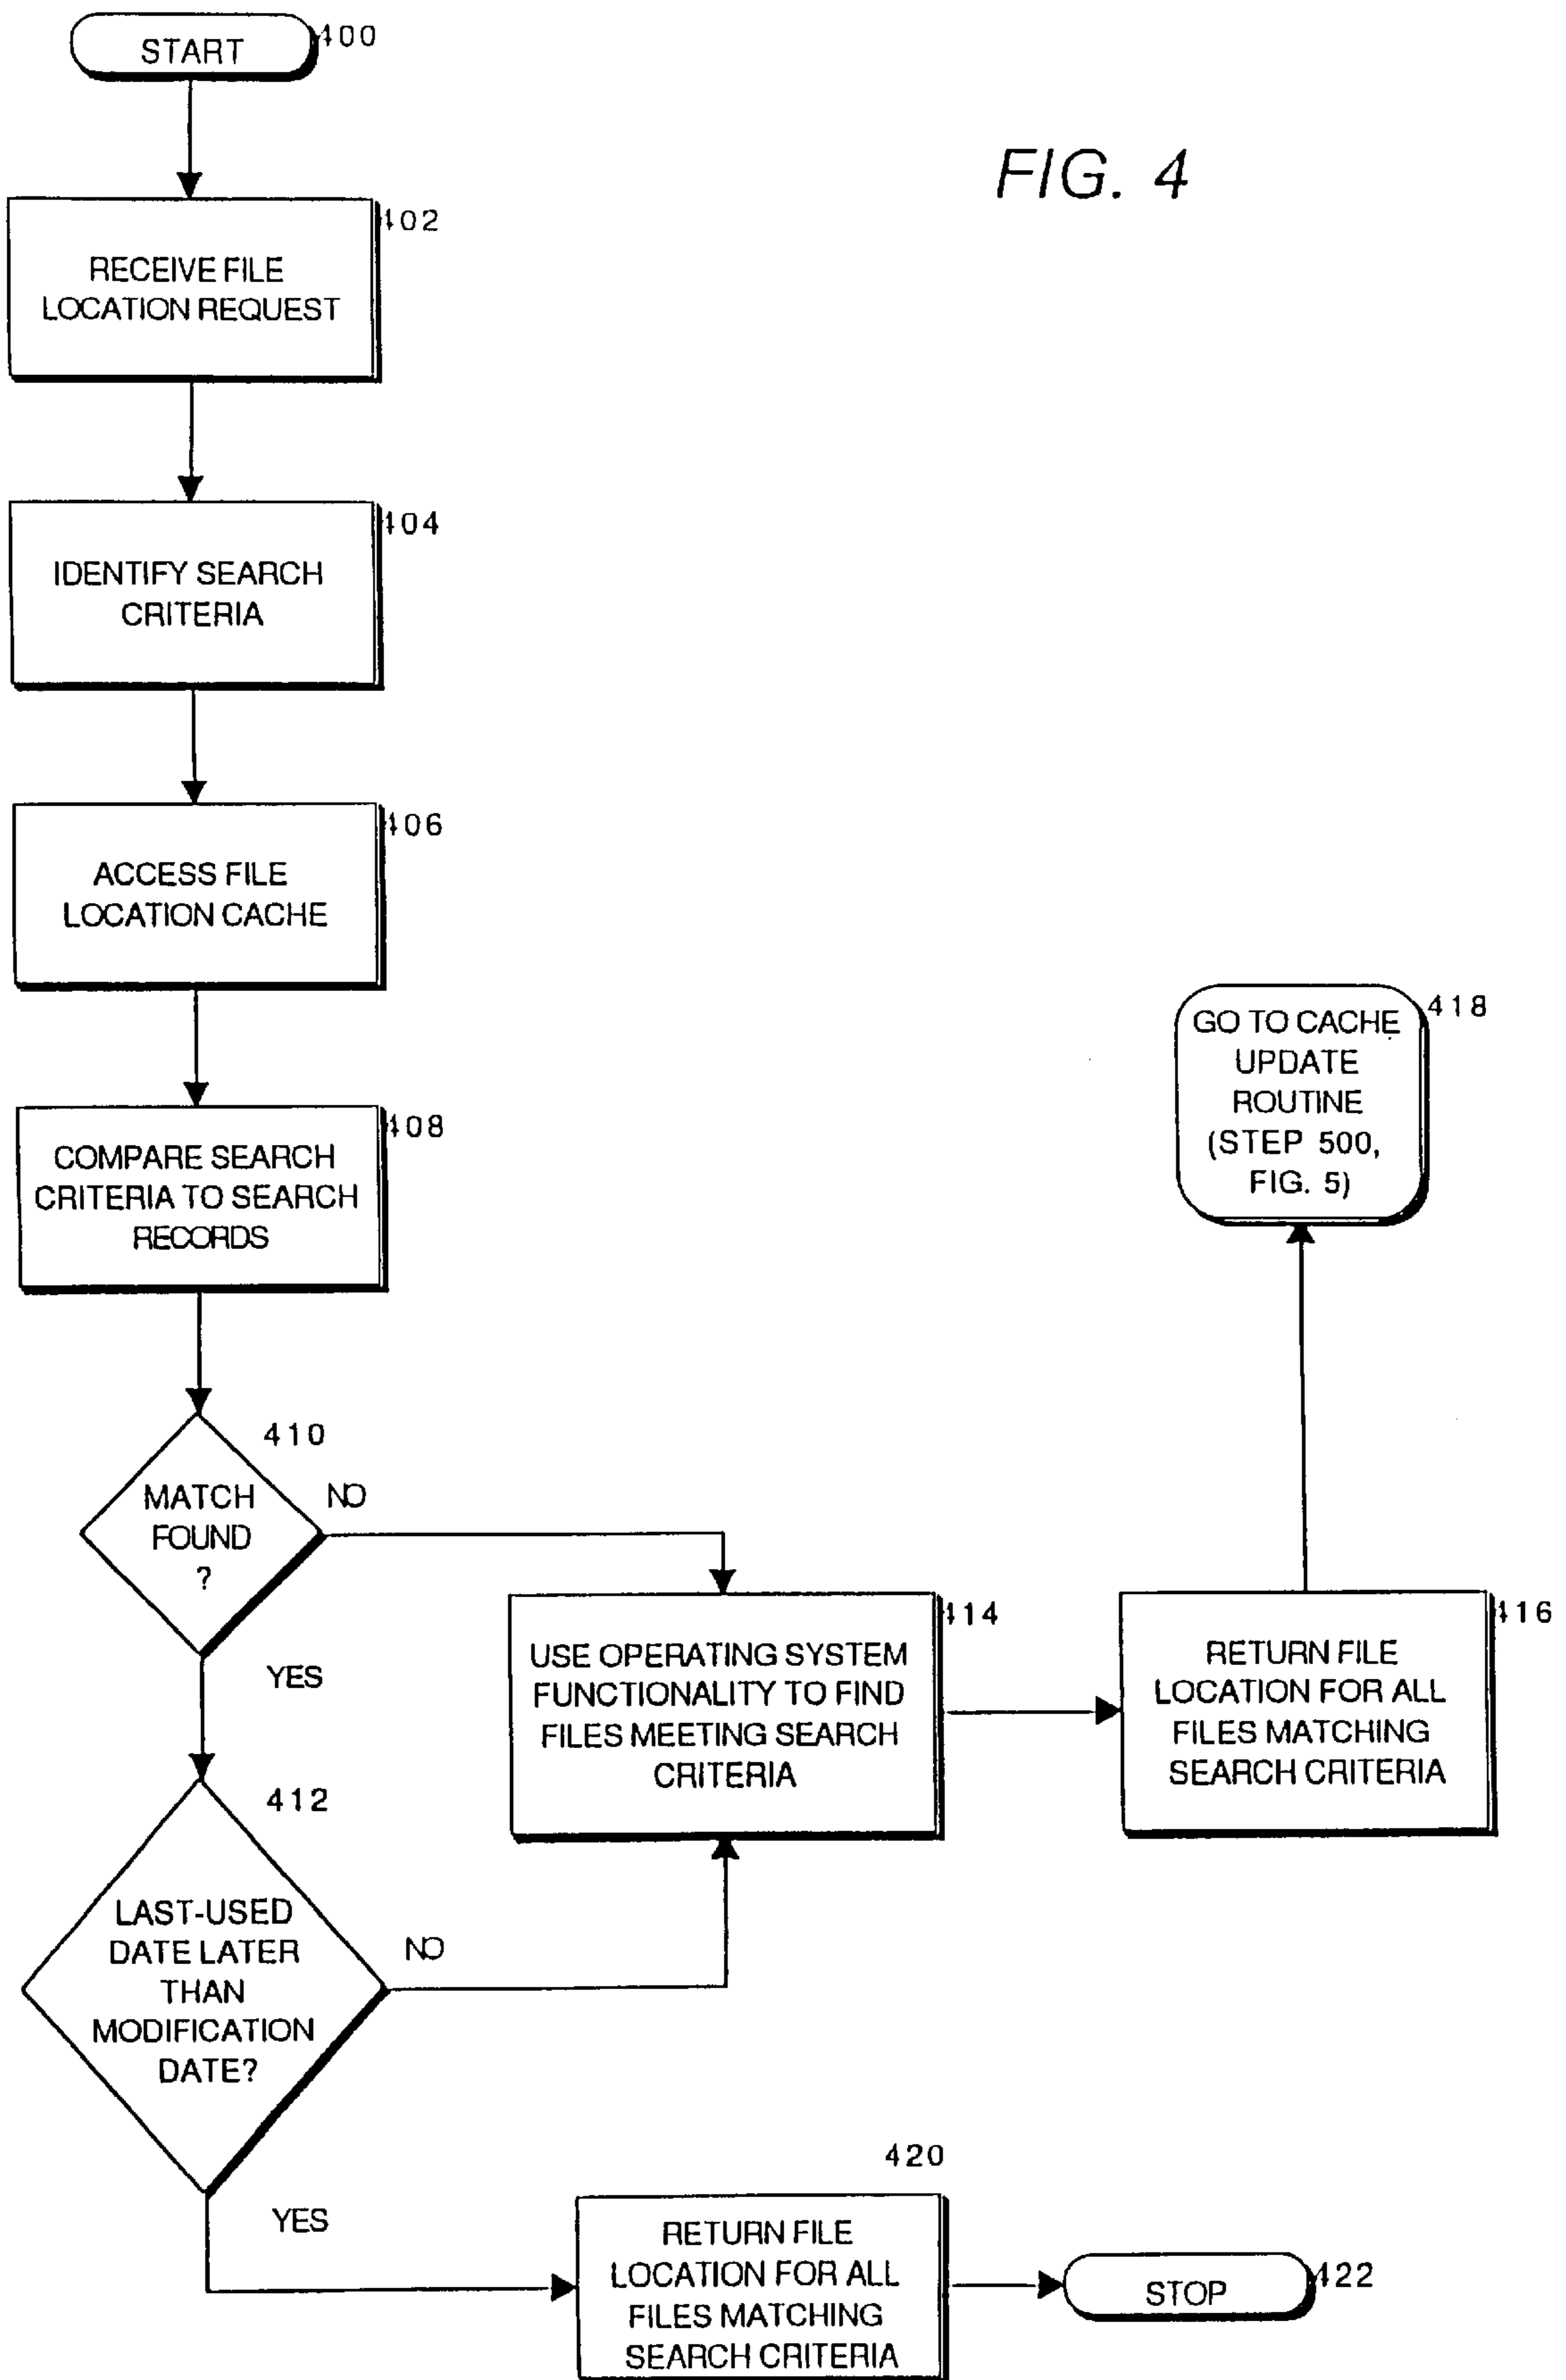 START
400
FIG. 4
402
RECEIVE FILE
LOCATION REQUEST
404
IDENTIFY SEARCH
CRITERIA
406
ACCESS FILE
LOCATION CACHE
408
COMPARE SEARCH
CRITERIA TO SEARCH
RECORDS
410
MATCH
FOUND
?
NO
YES
412
LAST-USED
DATE LATER
THAN
MODIFICATION
DATE?
NO
YES
414
USE OPERATING SYSTEM
FUNCTIONALITY TO FIND
FILES MEETING SEARCH
CRITERIA
416
RETURN FILE
LOCATION FOR ALL
FILES MATCHING
SEARCH CRITERIA
418
GO TO CACHE
UPDATE
ROUTINE
(STEP 500,
FIG. 5)
420
RETURN FILE
LOCATION FOR ALL
FILES MATCHING
SEARCH CRITERIA
STOP
422